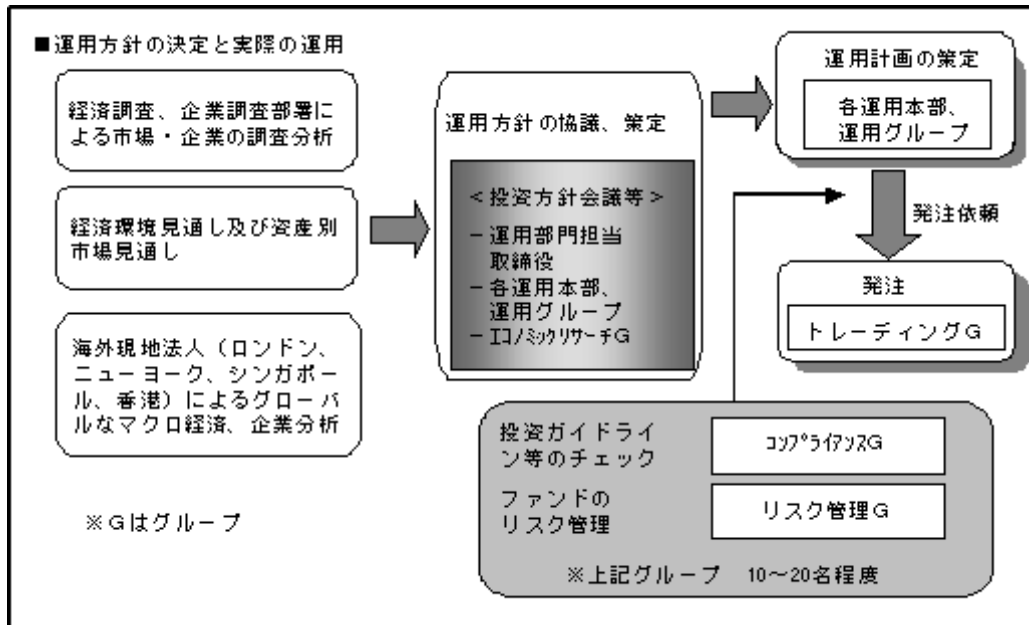 ■運用方針の決定と実際の運用
経済調査、企業調査部署に
よる市場・企業の調査分析
経済環境見通し及び資産別
市場見通し
海外現地法人（ロンドン、
ニューヨーク、シンガポー
ル、香港）によるグローバ
ルなマクロ経済、企業分析
※Gはグループ
運用方針の協議、策定
＜投資方針会議等＞
－運用部門担当
取締役
－各運用本部、
運用グループ
－ｴｺﾉﾐｯｸﾘｻｰﾁG
運用計画の策定
各運用本部、
運用グループ
発注依頼
発注
トレーディングG
投資ガイドライ
ン等のチェック
ｺﾝﾌﾟﾗｲｱﾝｽG
ファンドの
リスク管理
リスク管理G
※上記グループ　10～20名程度